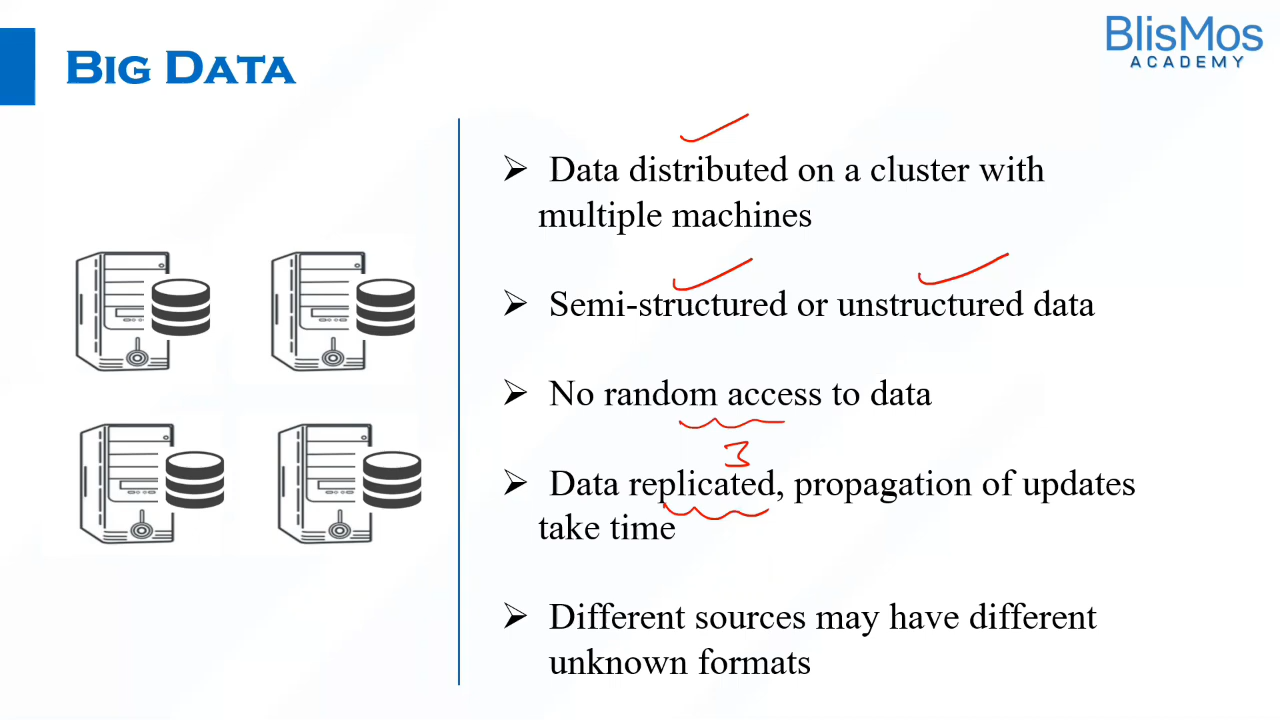 BIG DATA
BlisMos
ACADEMY
➢ Data distributed on a cluster with
multiple machines
➢ Semi-structured or unstructured data
➢ No random access to data
3
➢ Data replicated, propagation of updates
take time
➢ Different sources may have different
unknown formats